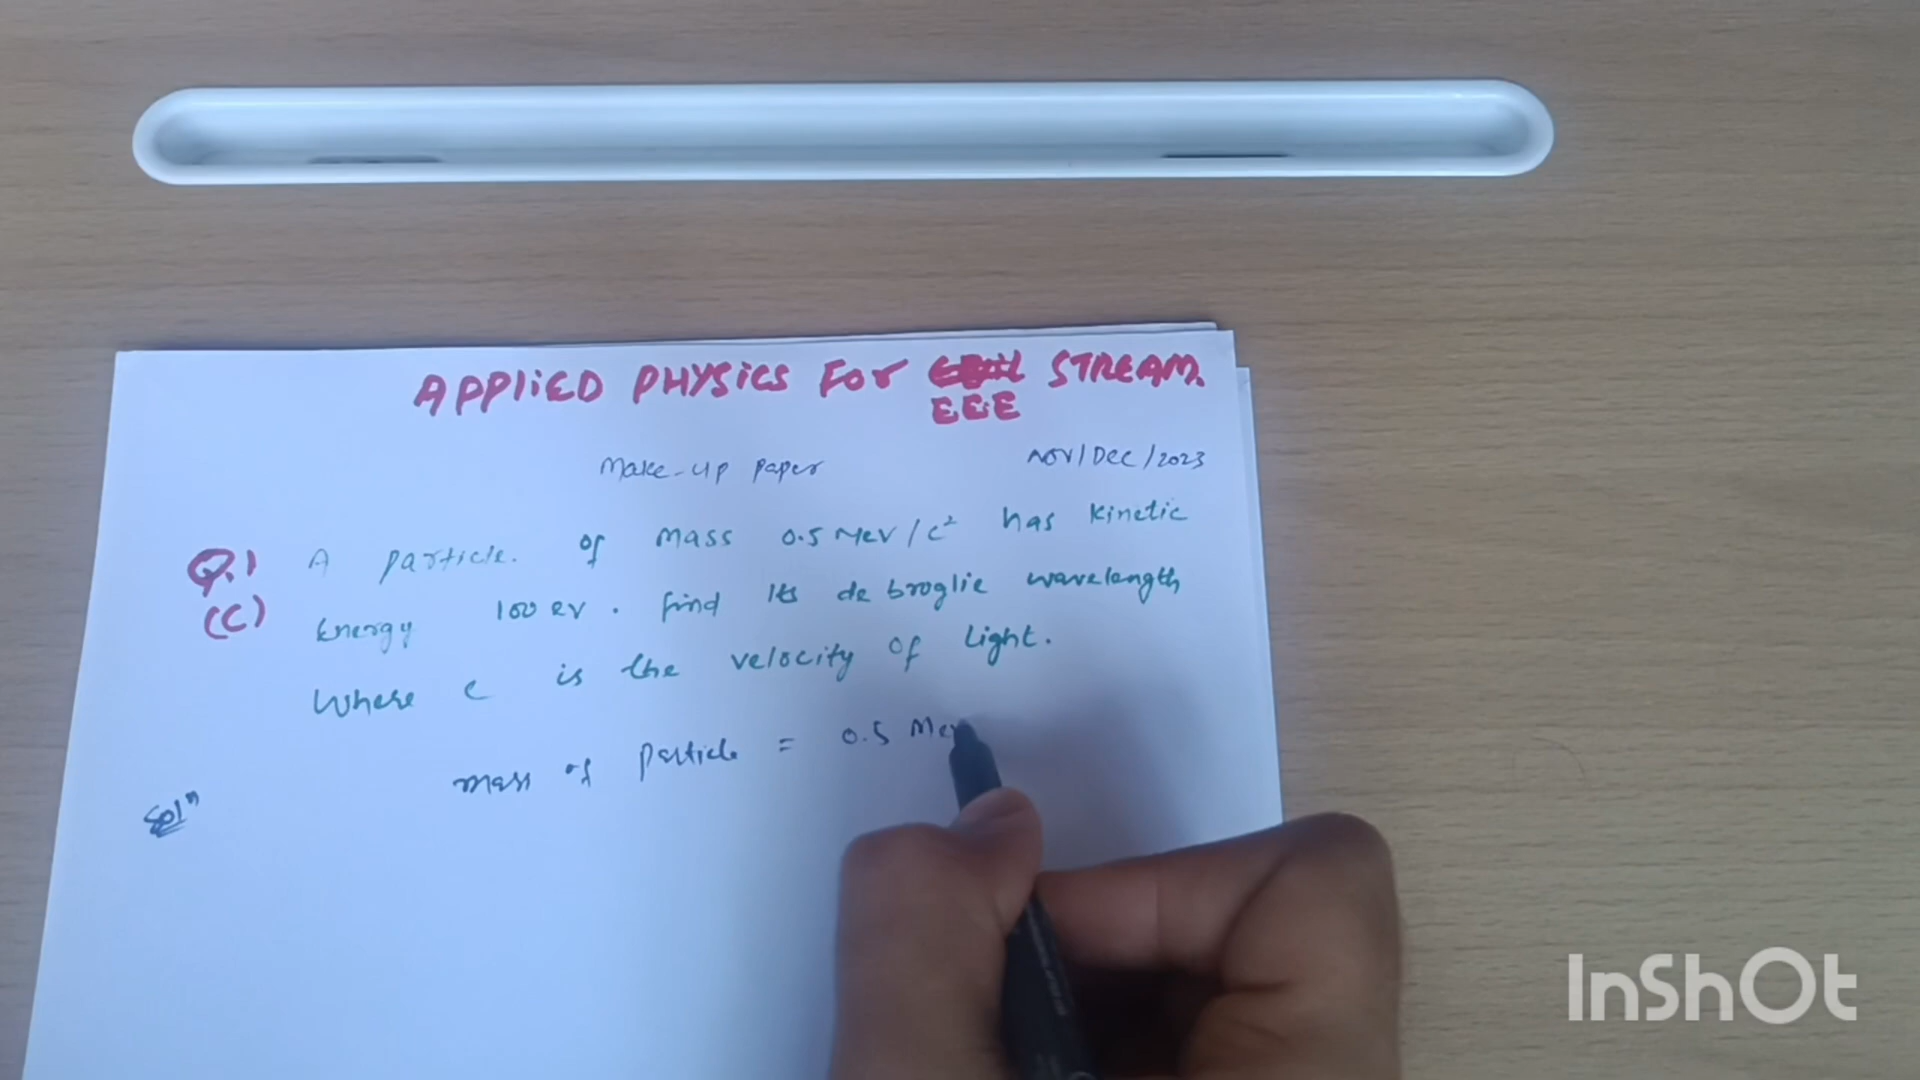 APPLIED PHYSICS FOR STREAM.
EEE
Make-up paper Nov/Dec/2023
Q.1 A particle. of mass 0.5 MeV/c² has kinetic
(C) Energy 100 ev. find its de broglie wavelength
Where c is the velocity of light.
Solⁿ mass of particle = 0.5 Mev
InShOt